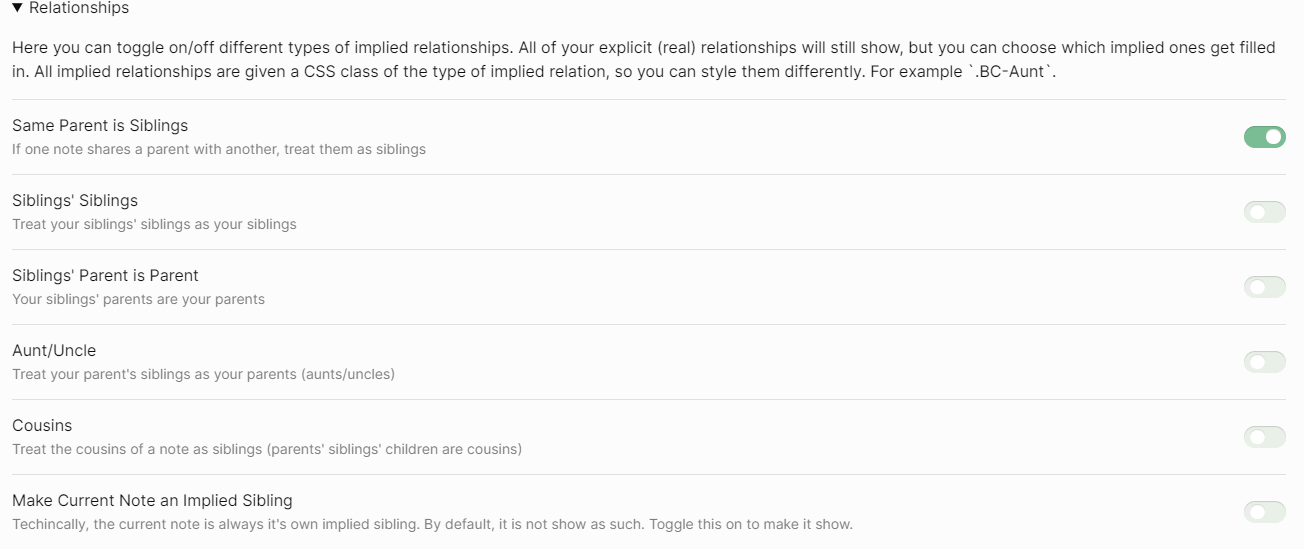 ▼ Relationships
Here you can toggle on/off different types of implied relationships. All of your explicit (real) relationships will still show, but you can choose which implied ones get filled
in. All implied relationships are given a CSS class of the type of implied relation, so you can style them differently. For example `.BC-Aunt`.
Same Parent is Siblings
If one note shares a parent with another, treat them as siblings
Siblings' Siblings
Treat your siblings' siblings as your siblings
Siblings' Parent is Parent
Your siblings' parents are your parents
Aunt/Uncle
Treat your parent's siblings as your parents (aunts/uncles)
Cousins
Treat the cousins of a note as siblings (parents' siblings' children are cousins)
Make Current Note an Implied Sibling
Techincally, the current note is always it's own implied sibling. By default, it is not show as such. Toggle this on to make it show.